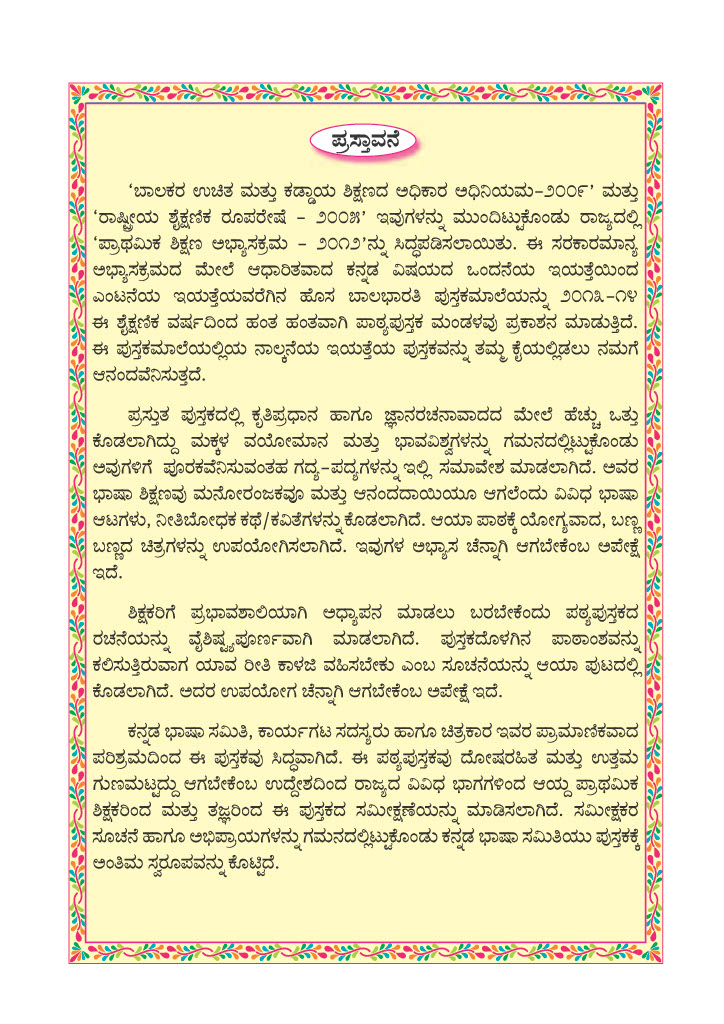 ಪ್ರಸ್ತಾವನೆ
‘ಬಾಲಕರ ಉಚಿತ ಮತ್ತು ಕಡ್ಡಾಯ ಶಿಕ್ಷಣದ ಅಧಿಕಾರ ಅಧಿನಿಯಮ–೨೦೦೯’ ಮತ್ತು
‘ರಾಷ್ಟ್ರೀಯ ಶೈಕ್ಷಣಿಕ ರೂಪರೇಷೆ – ೨೦೦೫’ ಇವುಗಳನ್ನು ಮುಂದಿಟ್ಟುಕೊಂಡು ರಾಜ್ಯದಲ್ಲಿ
‘ಪ್ರಾಥಮಿಕ ಶಿಕ್ಷಣ ಅಭ್ಯಾಸಕ್ರಮ – ೨೦೧೨’ನ್ನು ಸಿದ್ಧಪಡಿಸಲಾಯಿತು. ಈ ಸರಕಾರಮಾನ್ಯ
ಅಭ್ಯಾಸಕ್ರಮದ ಮೇಲೆ ಆಧಾರಿತವಾದ ಕನ್ನಡ ವಿಷಯದ ಒಂದನೆಯ ಇಯತ್ತೆಯಿಂದ
ಎಂಟನೆಯ ಇಯತ್ತೆಯವರೆಗಿನ ಹೊಸ ಬಾಲಭಾರತಿ ಪುಸ್ತಕಮಾಲೆಯನ್ನು ೨೦೧೩–೧೪
ಈ ಶೈಕ್ಷಣಿಕ ವರ್ಷದಿಂದ ಹಂತ ಹಂತವಾಗಿ ಪಾಠ್ಯಪುಸ್ತಕ ಮಂಡಳವು ಪ್ರಕಾಶನ ಮಾಡುತ್ತಿದೆ.
ಈ ಪುಸ್ತಕಮಾಲೆಯಲ್ಲಿಯ ನಾಲ್ಕನೆಯ ಇಯತ್ತೆಯ ಪುಸ್ತಕವನ್ನು ತಮ್ಮ ಕೈಯಲ್ಲಿಡಲು ನಮಗೆ
ಆನಂದವೆನಿಸುತ್ತದೆ.
ಪ್ರಸ್ತುತ ಪುಸ್ತಕದಲ್ಲಿ ಕೃತಿಪ್ರಧಾನ ಹಾಗೂ ಜ್ಞಾನರಚನಾವಾದದ ಮೇಲೆ ಹೆಚ್ಚು ಒತ್ತು
ಕೊಡಲಾಗಿದ್ದು ಮಕ್ಕಳ ವಯೋಮಾನ ಮತ್ತು ಭಾವವಿಶ್ವಗಳನ್ನು ಗಮನದಲ್ಲಿಟ್ಟುಕೊಂಡು
ಅವುಗಳಿಗೆ ಪೂರಕವೆನಿಸುವಂತಹ ಗದ್ಯ–ಪದ್ಯಗಳನ್ನು ಇಲ್ಲಿ ಸಮಾವೇಶ ಮಾಡಲಾಗಿದೆ. ಅವರ
ಭಾಷಾ ಶಿಕ್ಷಣವು ಮನೋರಂಜಕವೂ ಮತ್ತು ಆನಂದದಾಯಿಯೂ ಆಗಲೆಂದು ವಿವಿಧ ಭಾಷಾ
ಆಟಗಳು, ನೀತಿಬೋಧಕ ಕಥೆ/ಕವಿತೆಗಳನ್ನು ಕೊಡಲಾಗಿದೆ. ಆಯಾ ಪಾಠಕ್ಕೆ ಯೋಗ್ಯವಾದ, ಬಣ್ಣ
ಬಣ್ಣದ ಚಿತ್ರಗಳನ್ನು ಉಪಯೋಗಿಸಲಾಗಿದೆ. ಇವುಗಳ ಅಭ್ಯಾಸ ಚೆನ್ನಾಗಿ ಆಗಬೇಕೆಂಬ ಅಪೇಕ್ಷೆ
ಇದೆ.
ಶಿಕ್ಷಕರಿಗೆ ಪ್ರಭಾವಶಾಲಿಯಾಗಿ ಅಧ್ಯಾಪನ ಮಾಡಲು ಬರಬೇಕೆಂದು ಪಠ್ಯಪುಸ್ತಕದ
ರಚನೆಯನ್ನು ವೈಶಿಷ್ಟ್ಯಪೂರ್ಣವಾಗಿ ಮಾಡಲಾಗಿದೆ. ಪುಸ್ತಕದೊಳಗಿನ ಪಾಠಾಂಶವನ್ನು
ಕಲಿಸುತ್ತಿರುವಾಗ ಯಾವ ರೀತಿ ಕಾಳಜಿ ವಹಿಸಬೇಕು ಎಂಬ ಸೂಚನೆಯನ್ನು ಆಯಾ ಪುಟದಲ್ಲಿ
ಕೊಡಲಾಗಿದೆ. ಅದರ ಉಪಯೋಗ ಚೆನ್ನಾಗಿ ಆಗಬೇಕೆಂಬ ಅಪೇಕ್ಷೆ ಇದೆ.
ಕನ್ನಡ ಭಾಷಾ ಸಮಿತಿ, ಕಾರ್ಯಗಟ ಸದಸ್ಯರು ಹಾಗೂ ಚಿತ್ರಕಾರ ಇವರ ಪ್ರಾಮಾಣಿಕವಾದ
ಪರಿಶ್ರಮದಿಂದ ಈ ಪುಸ್ತಕವು ಸಿದ್ಧವಾಗಿದೆ. ಈ ಪಠ್ಯಪುಸ್ತಕವು ದೋಷರಹಿತ ಮತ್ತು ಉತ್ತಮ
ಗುಣಮಟ್ಟದ್ದು ಆಗಬೇಕೆಂಬ ಉದ್ದೇಶದಿಂದ ರಾಜ್ಯದ ವಿವಿಧ ಭಾಗಗಳಿಂದ ಆಯ್ದ ಪ್ರಾಥಮಿಕ
ಶಿಕ್ಷಕರಿಂದ ಮತ್ತು ತಜ್ಞರಿಂದ ಈ ಪುಸ್ತಕದ ಸಮೀಕ್ಷಣೆಯನ್ನು ಮಾಡಿಸಲಾಗಿದೆ. ಸಮೀಕ್ಷಕರ
ಸೂಚನೆ ಹಾಗೂ ಅಭಿಪ್ರಾಯಗಳನ್ನು ಗಮನದಲ್ಲಿಟ್ಟುಕೊಂಡು ಕನ್ನಡ ಭಾಷಾ ಸಮಿತಿಯು ಪುಸ್ತಕಕ್ಕೆ
ಅಂತಿಮ ಸ್ವರೂಪವನ್ನು ಕೊಟ್ಟಿದೆ.